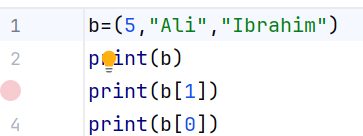 1 b=(5,"Ali","Ibrahim")
2 print(b)
print(b[1])
4 print(b[0])